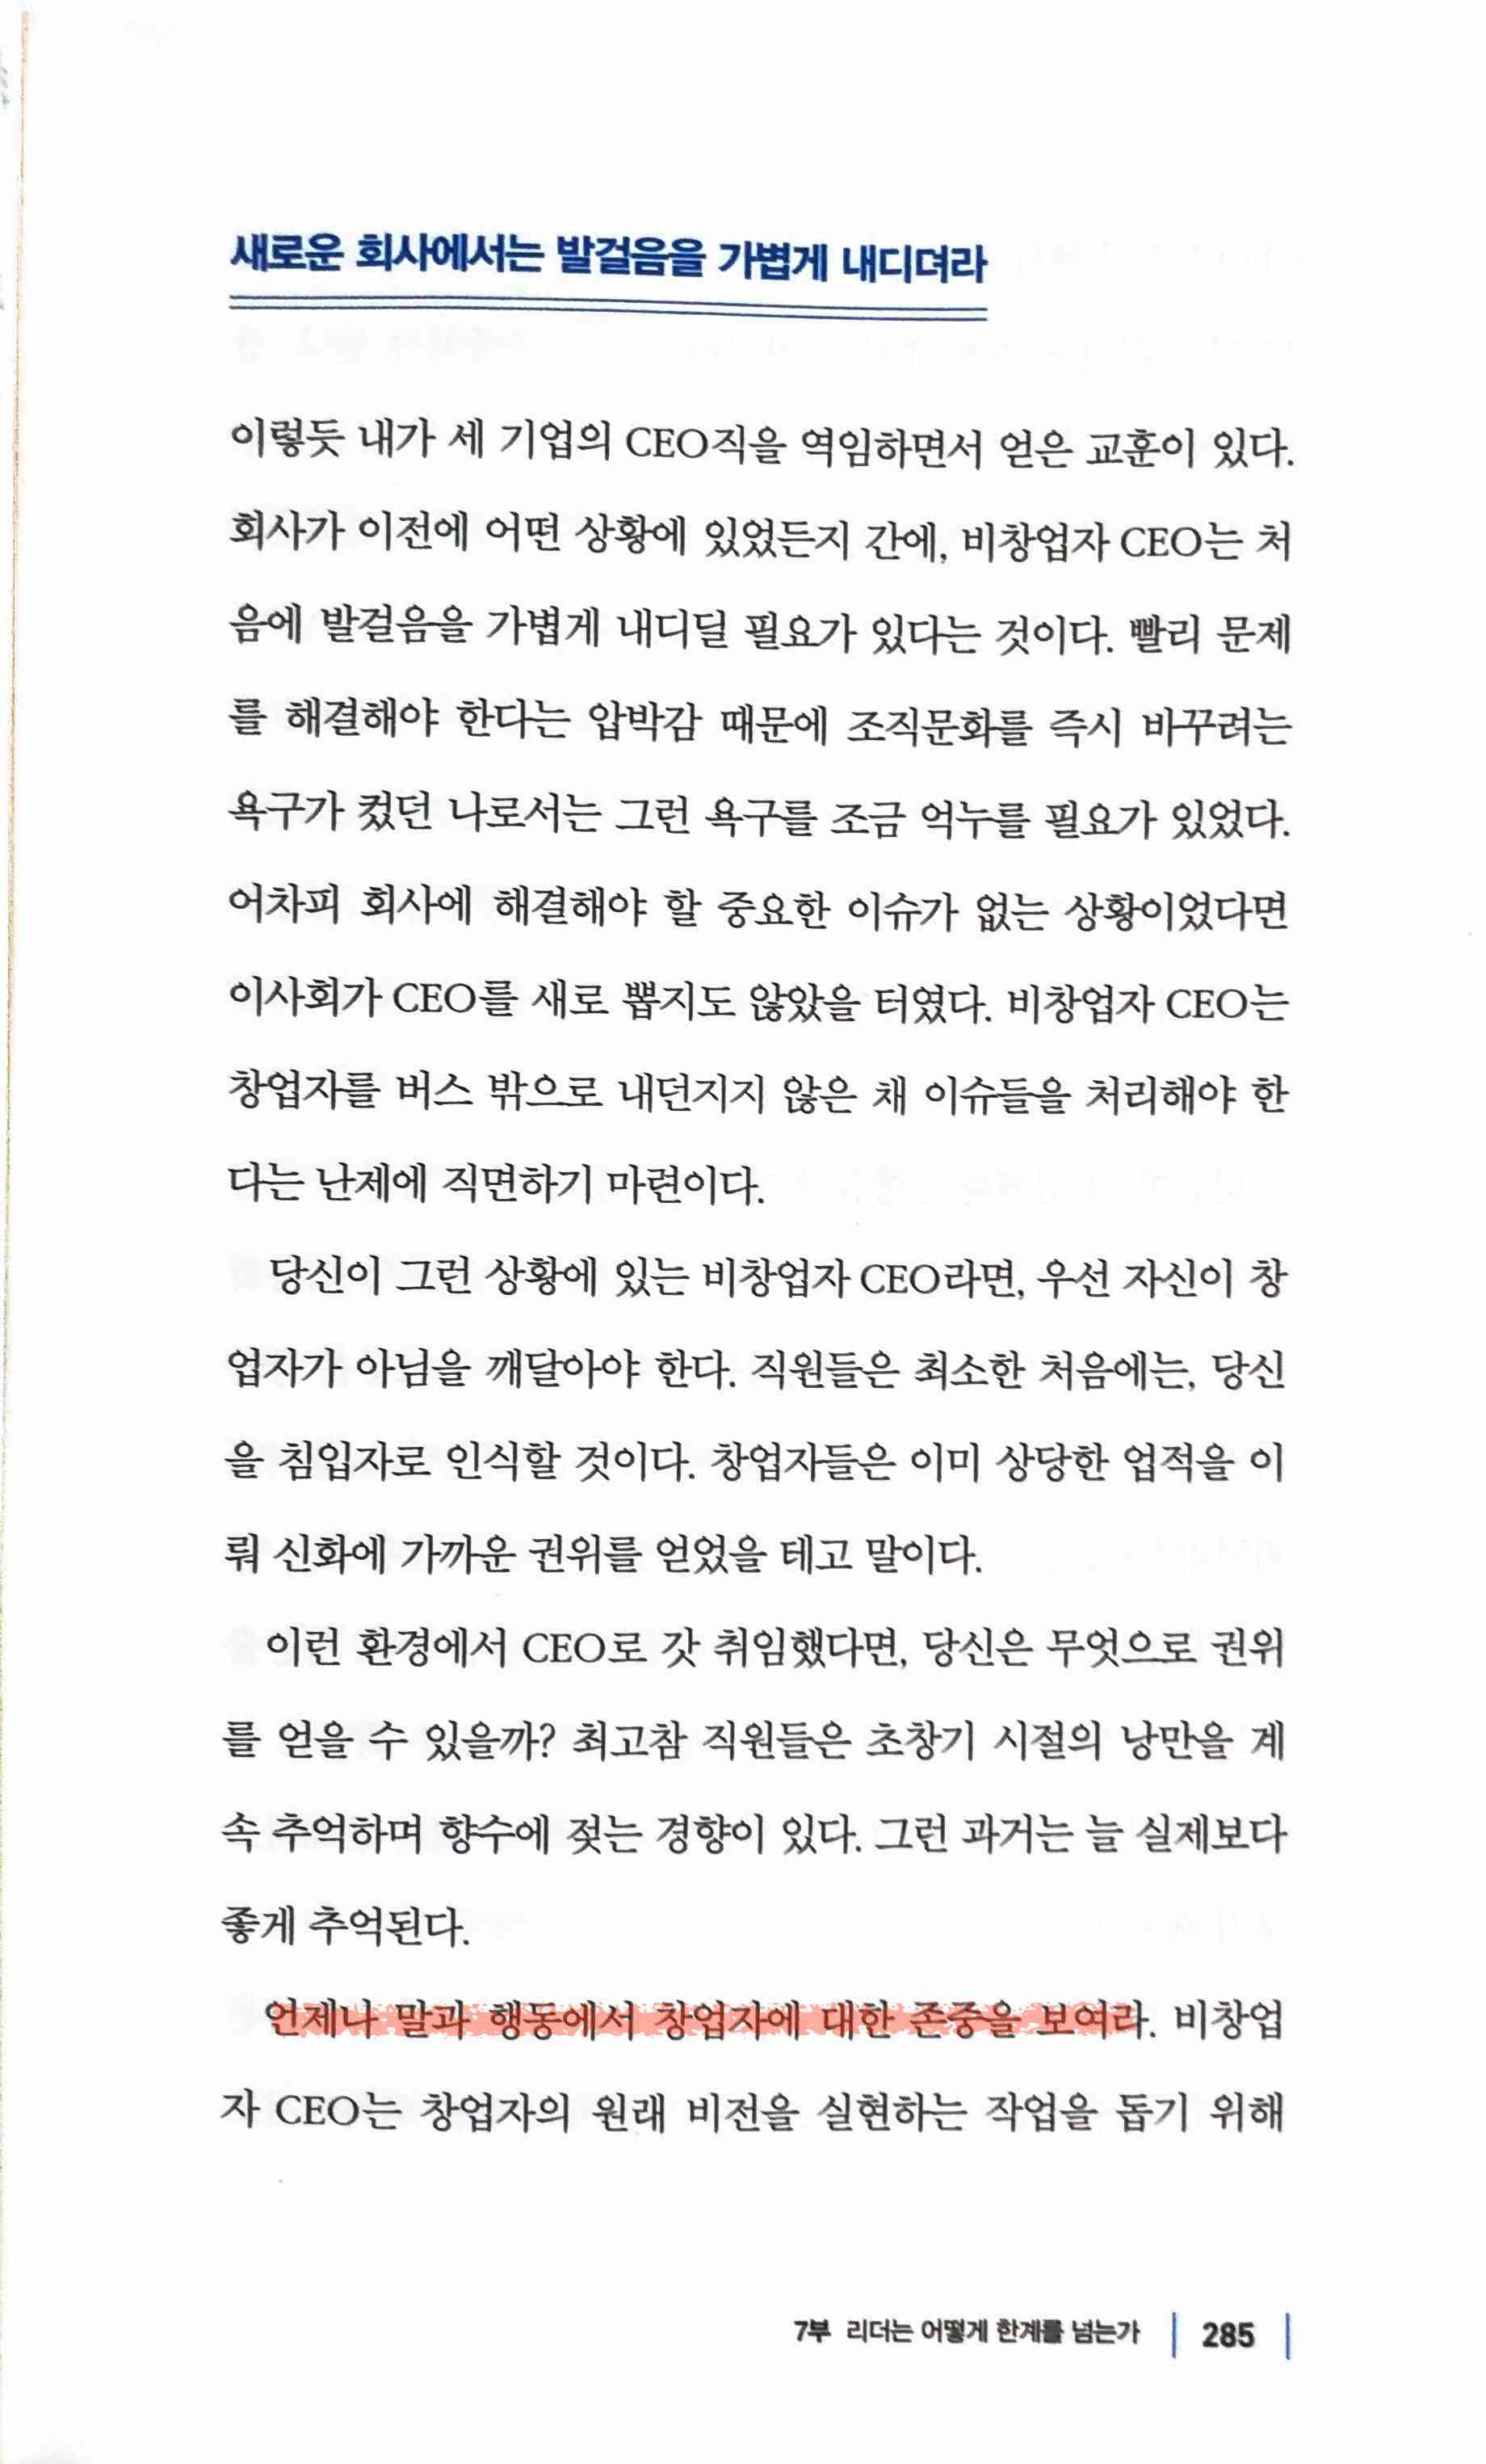 새로운 회사에서는 발걸음을 가볍게 내디뎌라
이렇듯 내가 세 기업의 CEO직을 역임하면서 얻은 교훈이 있다.
회사가 이전에 어떤 상황에 있었든지 간에, 비창업자 CEO는 처
음에 발걸음을 가볍게 내디딜 필요가 있다는 것이다. 빨리 문제
를 해결해야 한다는 압박감 때문에 조직문화를 즉시 바꾸려는
욕구가 컸던 나로서는 그런 욕구를 조금 억누를 필요가 있었다.
어차피 회사에 해결해야 할 중요한 이슈가 없는 상황이었다면
이사회가 CEO를 새로 뽑지도 않았을 터였다. 비창업자 CEO는
창업자를 버스 밖으로 내던지지 않은 채 이슈들을 처리해야 한
다는 난제에 직면하기 마련이다.
당신이 그런 상황에 있는 비창업자 CEO라면, 우선 자신이 창
업자가 아님을 깨달아야 한다. 직원들은 최소한 처음에는, 당신
을 침입자로 인식할 것이다. 창업자들은 이미 상당한 업적을 이
뤄 신화에 가까운 권위를 얻었을 테고 말이다.
이런 환경에서 CEO로 갓 취임했다면, 당신은 무엇으로 권위
를 얻을 수 있을까? 최고참 직원들은 초창기 시절의 낭만을 계
속 추억하며 향수에 젖는 경향이 있다. 그런 과거는 늘 실제보다
좋게 추억된다.
언제나 말과 행동에서 창업자에 대한 존중을 보여라. 비창업
자 CEO는 창업자의 원래 비전을 실현하는 작업을 돕기 위해
7부 리더는 어떻게 한계를 넘는가 | 285 |